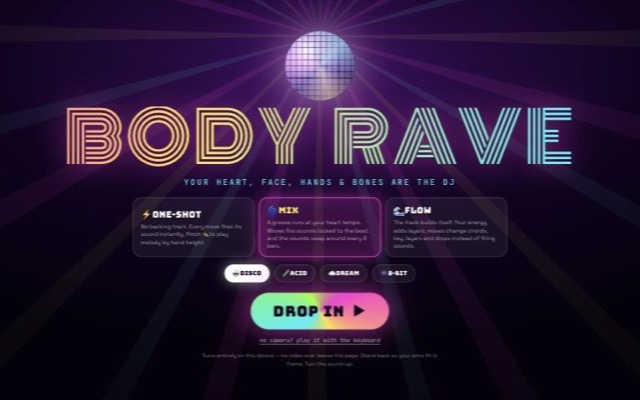 BODY RAVE
YOUR HEART, FACE, HANDS & BONES ARE THE DJ
ONE-SHOT
No backing track. Every move fires its
sound instantly. Pinch to play
melody by hand height.
MIX
A groove runs at your heart tempo.
Moves fire sounds locked to the beat,
and the sounds swap around every 8
bars.
FLOW
The track builds itself. Your energy
adds layers, moves change chords,
key, layers and drops instead of firing
sounds.
DISCO
ACID
DREAM
8-BIT
DROP IN ▶
no camera? play it with the keyboard
Runs entirely on this device — no video ever leaves the page. Stand back so your arms fit in
frame. Turn the sound up.